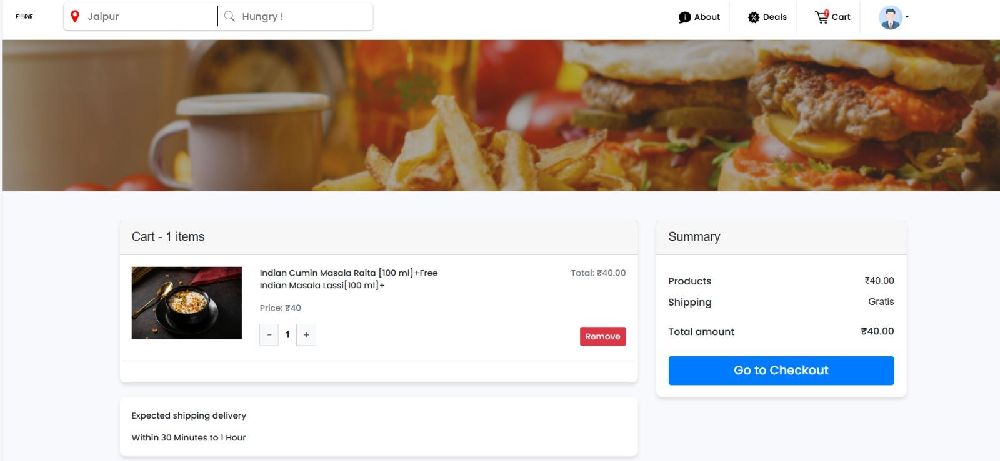 FOODIE
Jaipur
Hungry !
About
Deals
1
Cart
Cart - 1 items
Indian Cumin Masala Raita [100 ml]+Free
Indian Masala Lassi[100 ml]+
Total: ₹40.00
Price: ₹40
-
1
+
Remove
Summary
Products
₹40.00
Shipping
Gratis
Total amount
₹40.00
Go to Checkout
Expected shipping delivery
Within 30 Minutes to 1 Hour